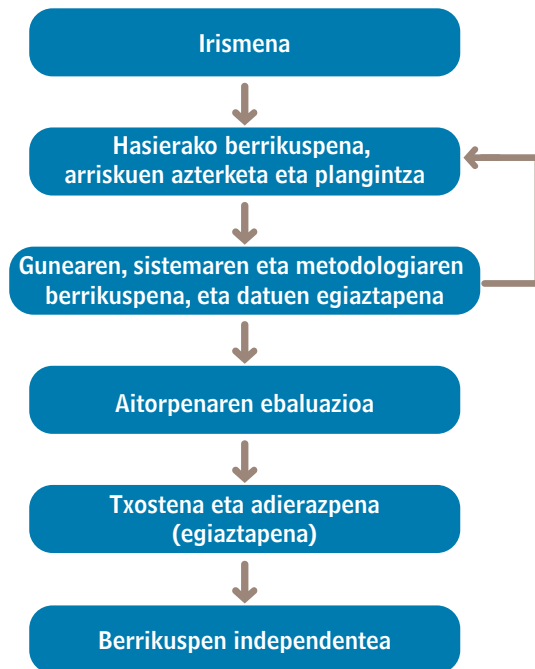 Irismena
Hasierako berrikuspena,
arriskuen azterketa eta plangintza
Gunearen, sistemaren eta metodologiaren
berrikuspena, eta datuen egiaztapena
Aitorpenaren ebaluazioa
Txostena eta adierazpena
(egiaztapena)
Berrikuspen independentea